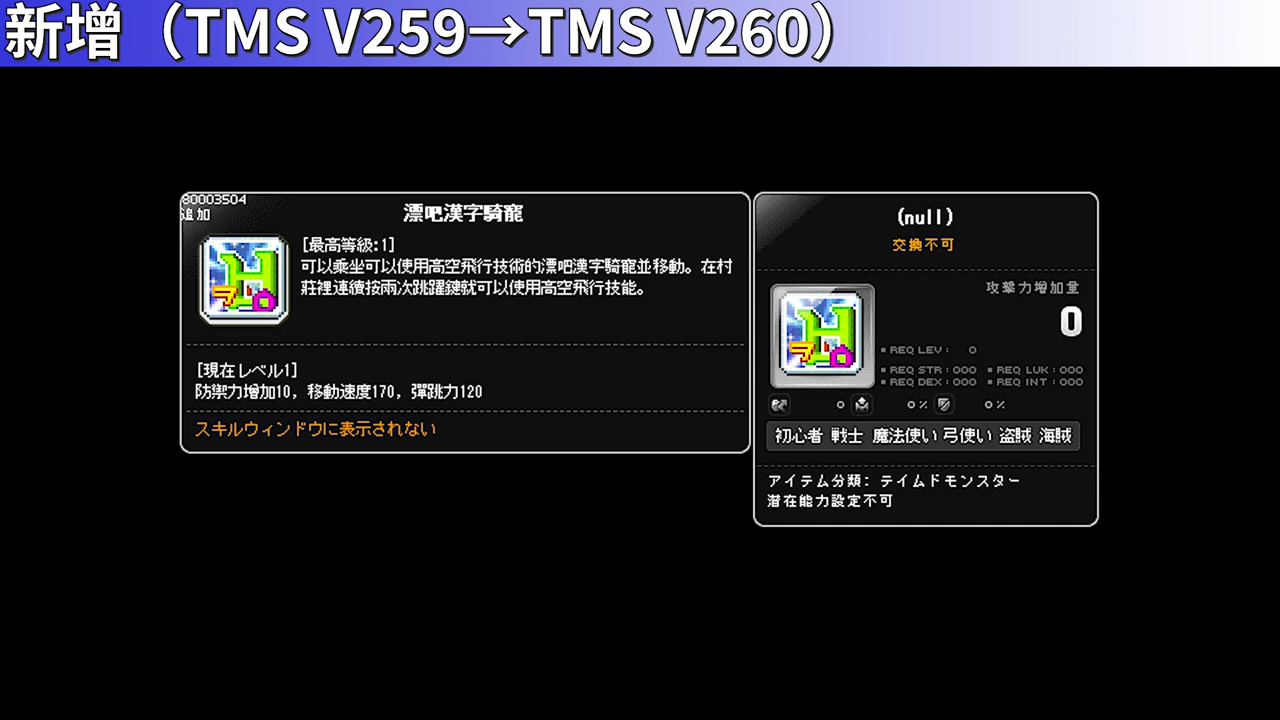 新增（TMS V259→TMS V260）
80003504
追加
漂吧漢字騎寵
[最高等級:1]
可以乘坐可以使用高空飛行技術的漂吧漢字騎寵並移動。在村
莊裡連續按兩次跳躍鍵就可以使用高空飛行技能。
[現在レベル1]
防禦力增加10, 移動速度170, 彈跳力120
スキルウィンドウに表示されない
(null)
交換不可
攻撃力増加量
0
REQ LEV : 0
REQ STR : 000 REQ LUK : 000
REQ DEX : 000 REQ INT : 000
0 0 % 0 %
初心者 戦士 魔法使い 弓使い 盗賊 海賊
アイテム分類: テイムドモンスター
潜在能力設定不可